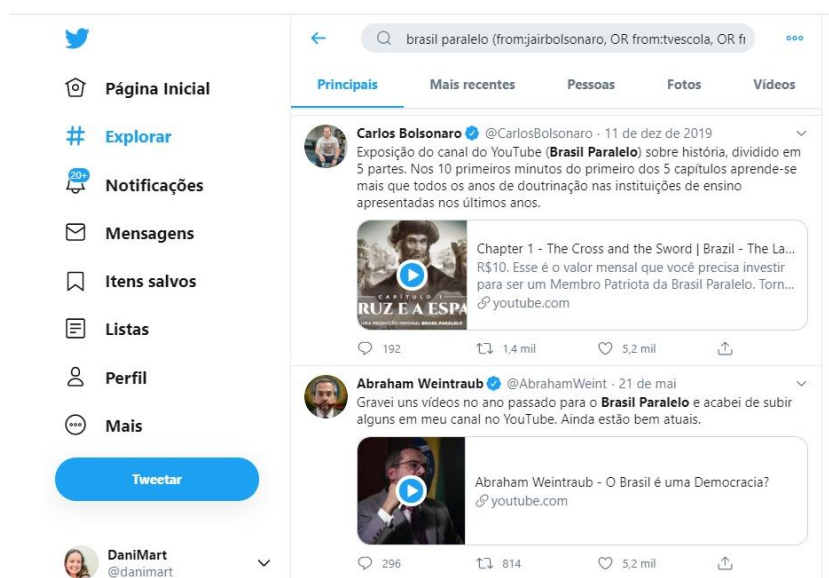 brasil paralelo (from:jairbolsonaro, OR from:tvescola, OR fr
Página Inicial
Explorar
20+
Notificações
Mensagens
Itens salvos
Listas
Perfil
Mais
Tweetar
DaniMart
@danimart
Principais
Mais recentes
Pessoas
Fotos
Vídeos
Carlos Bolsonaro @CarlosBolsonaro · 11 de dez de 2019
Exposição do canal do YouTube (Brasil Paralelo) sobre história, dividido em
5 partes. Nos 10 primeiros minutos do primeiro dos 5 capítulos aprende-se
mais que todos os anos de doutrinação nas instituições de ensino
apresentadas nos últimos anos.
CAPÍTULO 1
RUZ E A ESPA
UMA PRODUÇÃO ORIGINAL BRASIL PARALELO
Chapter 1 - The Cross and the Sword | Brazil - The La...
R$10. Esse é o valor mensal que você precisa investir
para ser um Membro Patriota da Brasil Paralelo. Torn...
youtube.com
192
1,4 mil
5,2 mil
Abraham Weintraub @AbrahamWeint · 21 de mai
Gravei uns vídeos no ano passado para o Brasil Paralelo e acabei de subir
alguns em meu canal no YouTube. Ainda estão bem atuais.
Abraham Weintraub - O Brasil é uma Democracia?
youtube.com
296
814
5,2 mil